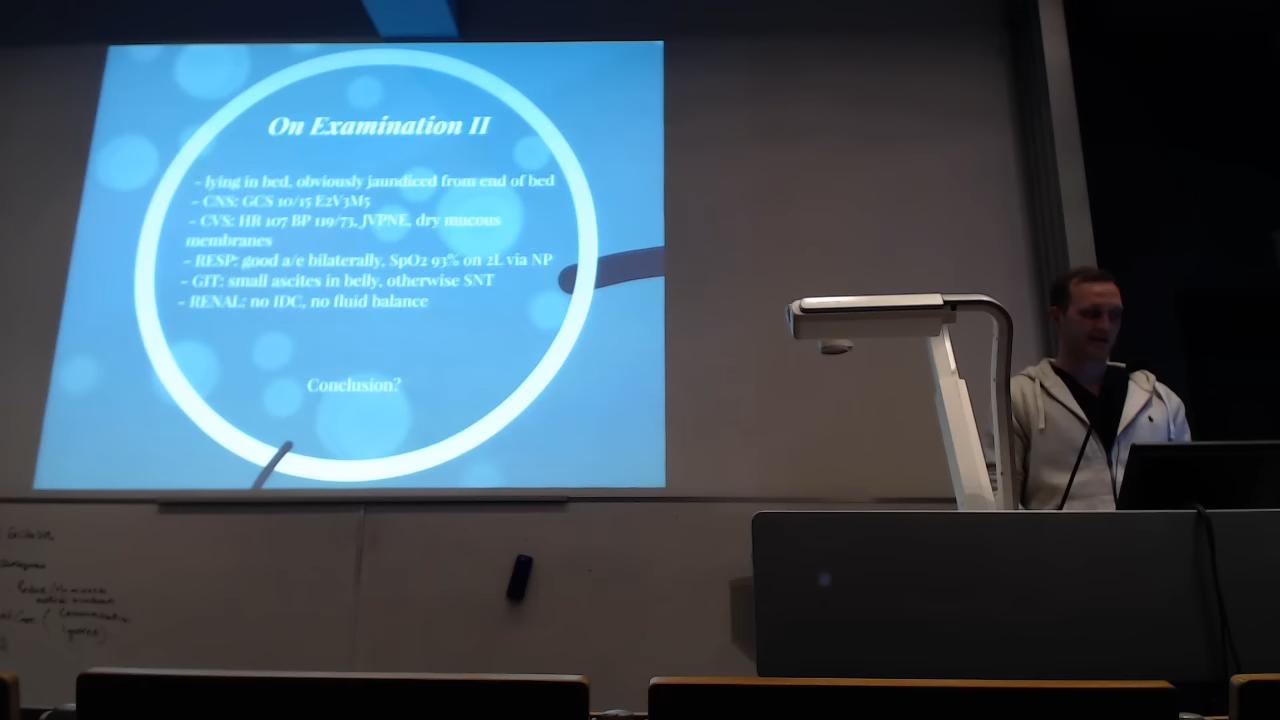 On Examination II
- lying in bed, obviously jaundiced from end of bed
- CNS: GCS 10/15 E2V3M5
- CVS: HR 107 BP 119/73, JVPNE, dry mucous
membranes
- RESP: good a/e bilaterally, SpO2 93% on 2L via NP
- GIT: small ascites in belly, otherwise SNT
- RENAL: no IDC, no fluid balance
Conclusion?